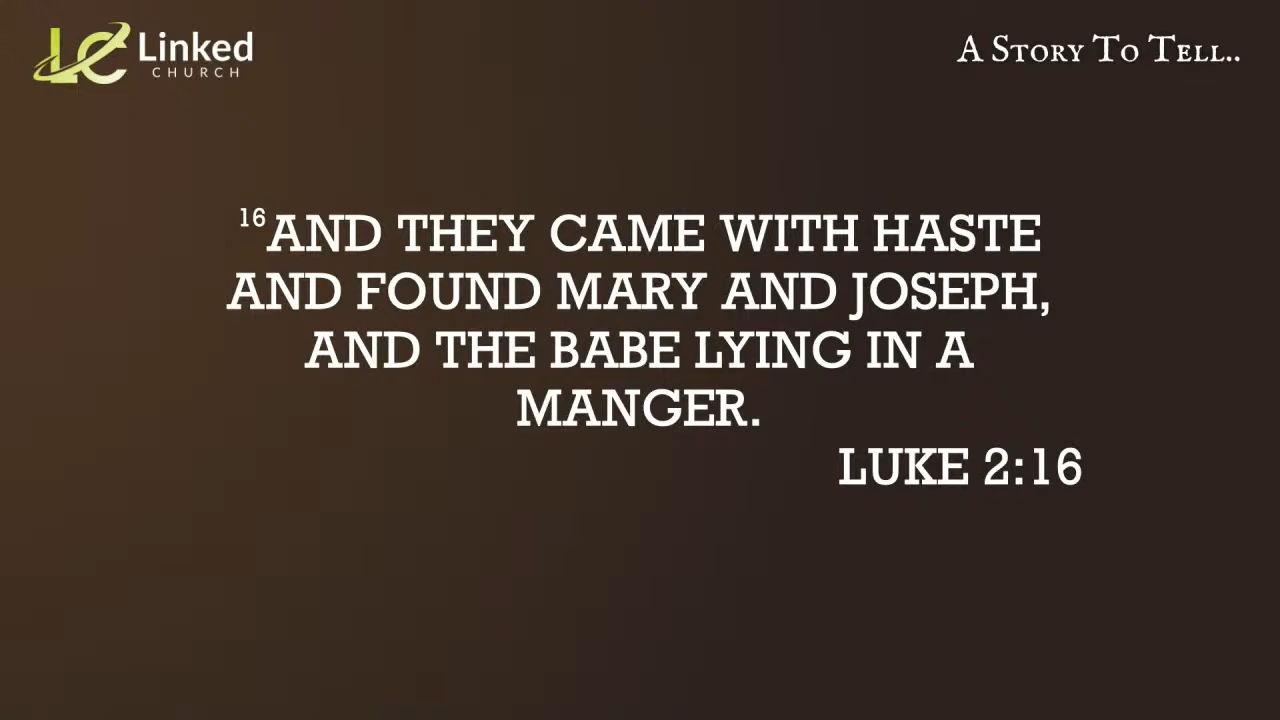 LC Linked
CHURCH
A Story To Tell..
16AND THEY CAME WITH HASTE
AND FOUND MARY AND JOSEPH,
AND THE BABE LYING IN A
MANGER.
LUKE 2:16